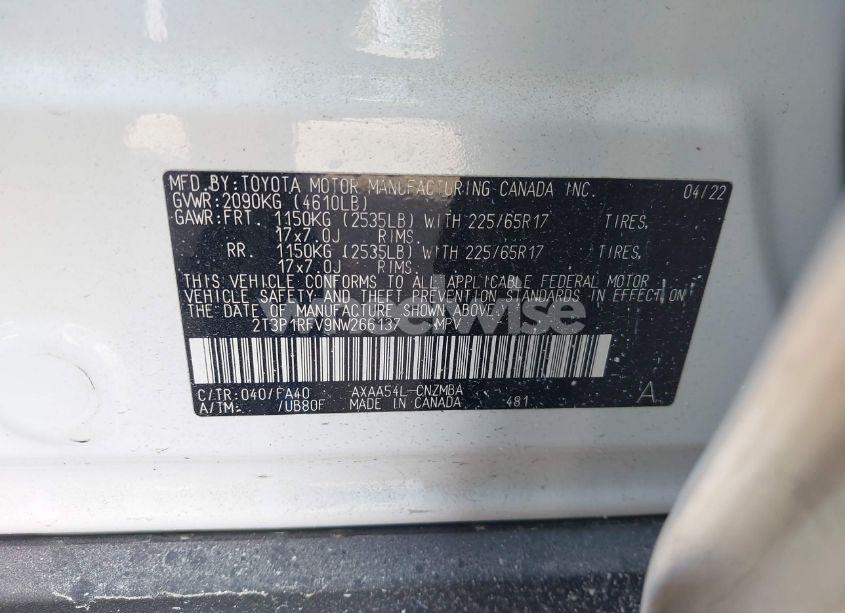 MFD.BY:TOYOTA MOTOR MANUFACTURING CANADA INC. 04/22
GVWR: 2090KG (4610LB)
GAWR:FRT. 1150KG (2535LB) WITH 225/65R17 TIRES,
17x7.0J RIMS.
RR. 1150KG (2535LB) WITH 225/65R17 TIRES,
17x7.0J RIMS.
THIS VEHICLE CONFORMS TO ALL APPLICABLE FEDERAL MOTOR
VEHICLE SAFETY AND THEFT PREVENTION STANDARDS IN EFFECT ON
THE DATE OF MANUFACTURE SHOWN ABOVE.
2T3P1RFV9NW266137 MPV
wheelwise
C/TR:040/FA40 AXAA54L-CNZMBA
A/TM: /UB80F MADE IN CANADA 481 A